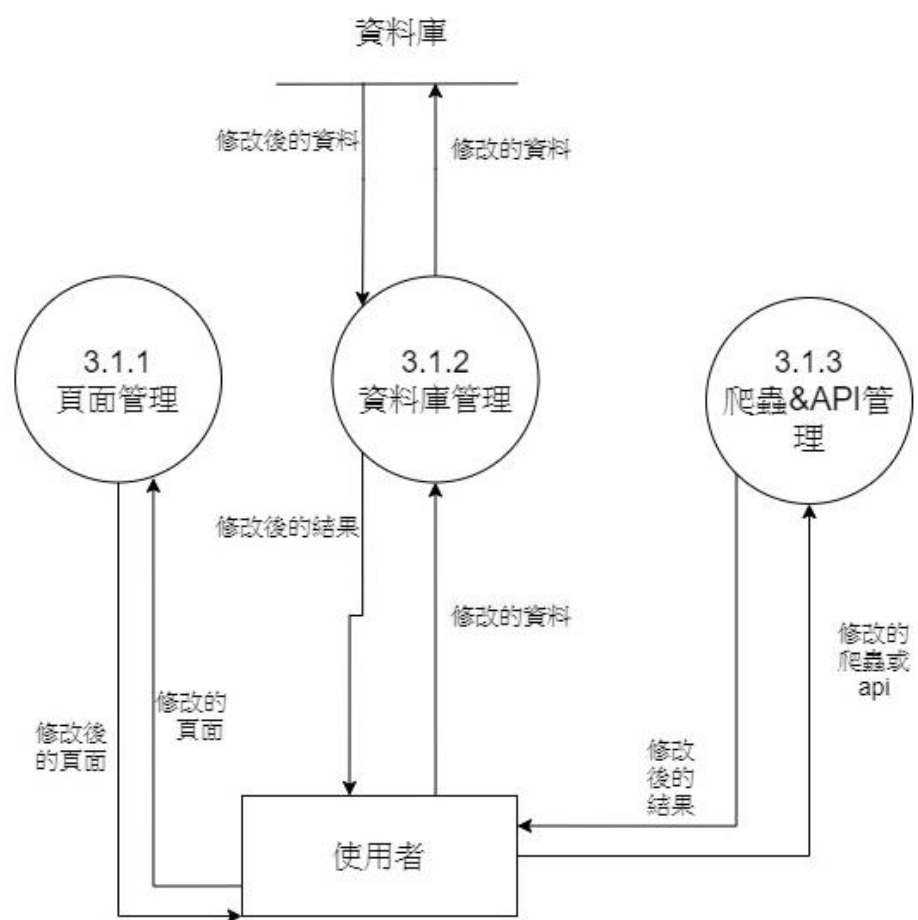 資料庫
修改後的資料
修改的資料
3.1.1
頁面管理
3.1.2
資料庫管理
3.1.3
爬蟲&API管
理
修改後的結果
修改的資料
修改的
爬蟲或
api
修改的
頁面
修改後
的頁面
修改
後的
結果
使用者